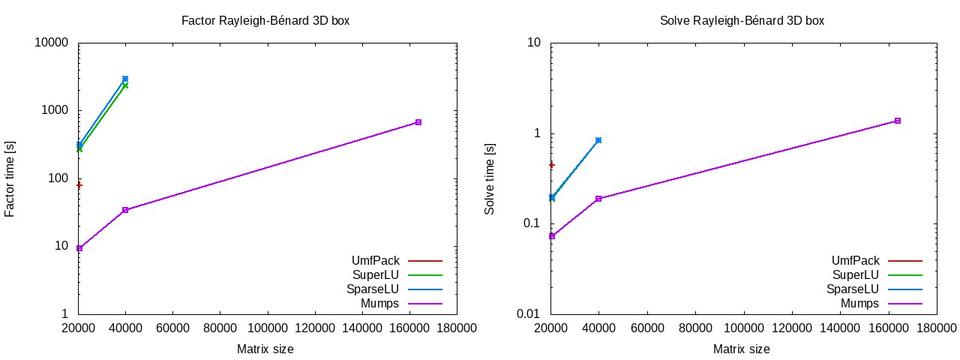 Factor Rayleigh-Bénard 3D box
10000
1000
100
10
1
Factor time [s]
UmfPack
SuperLU
SparseLU
Mumps
20000 40000 60000 80000 100000 120000 140000 160000 180000
Matrix size
Solve Rayleigh-Bénard 3D box
10
1
0.1
0.01
Solve time [s]
UmfPack
SuperLU
SparseLU
Mumps
20000 40000 60000 80000 100000 120000 140000 160000 180000
Matrix size